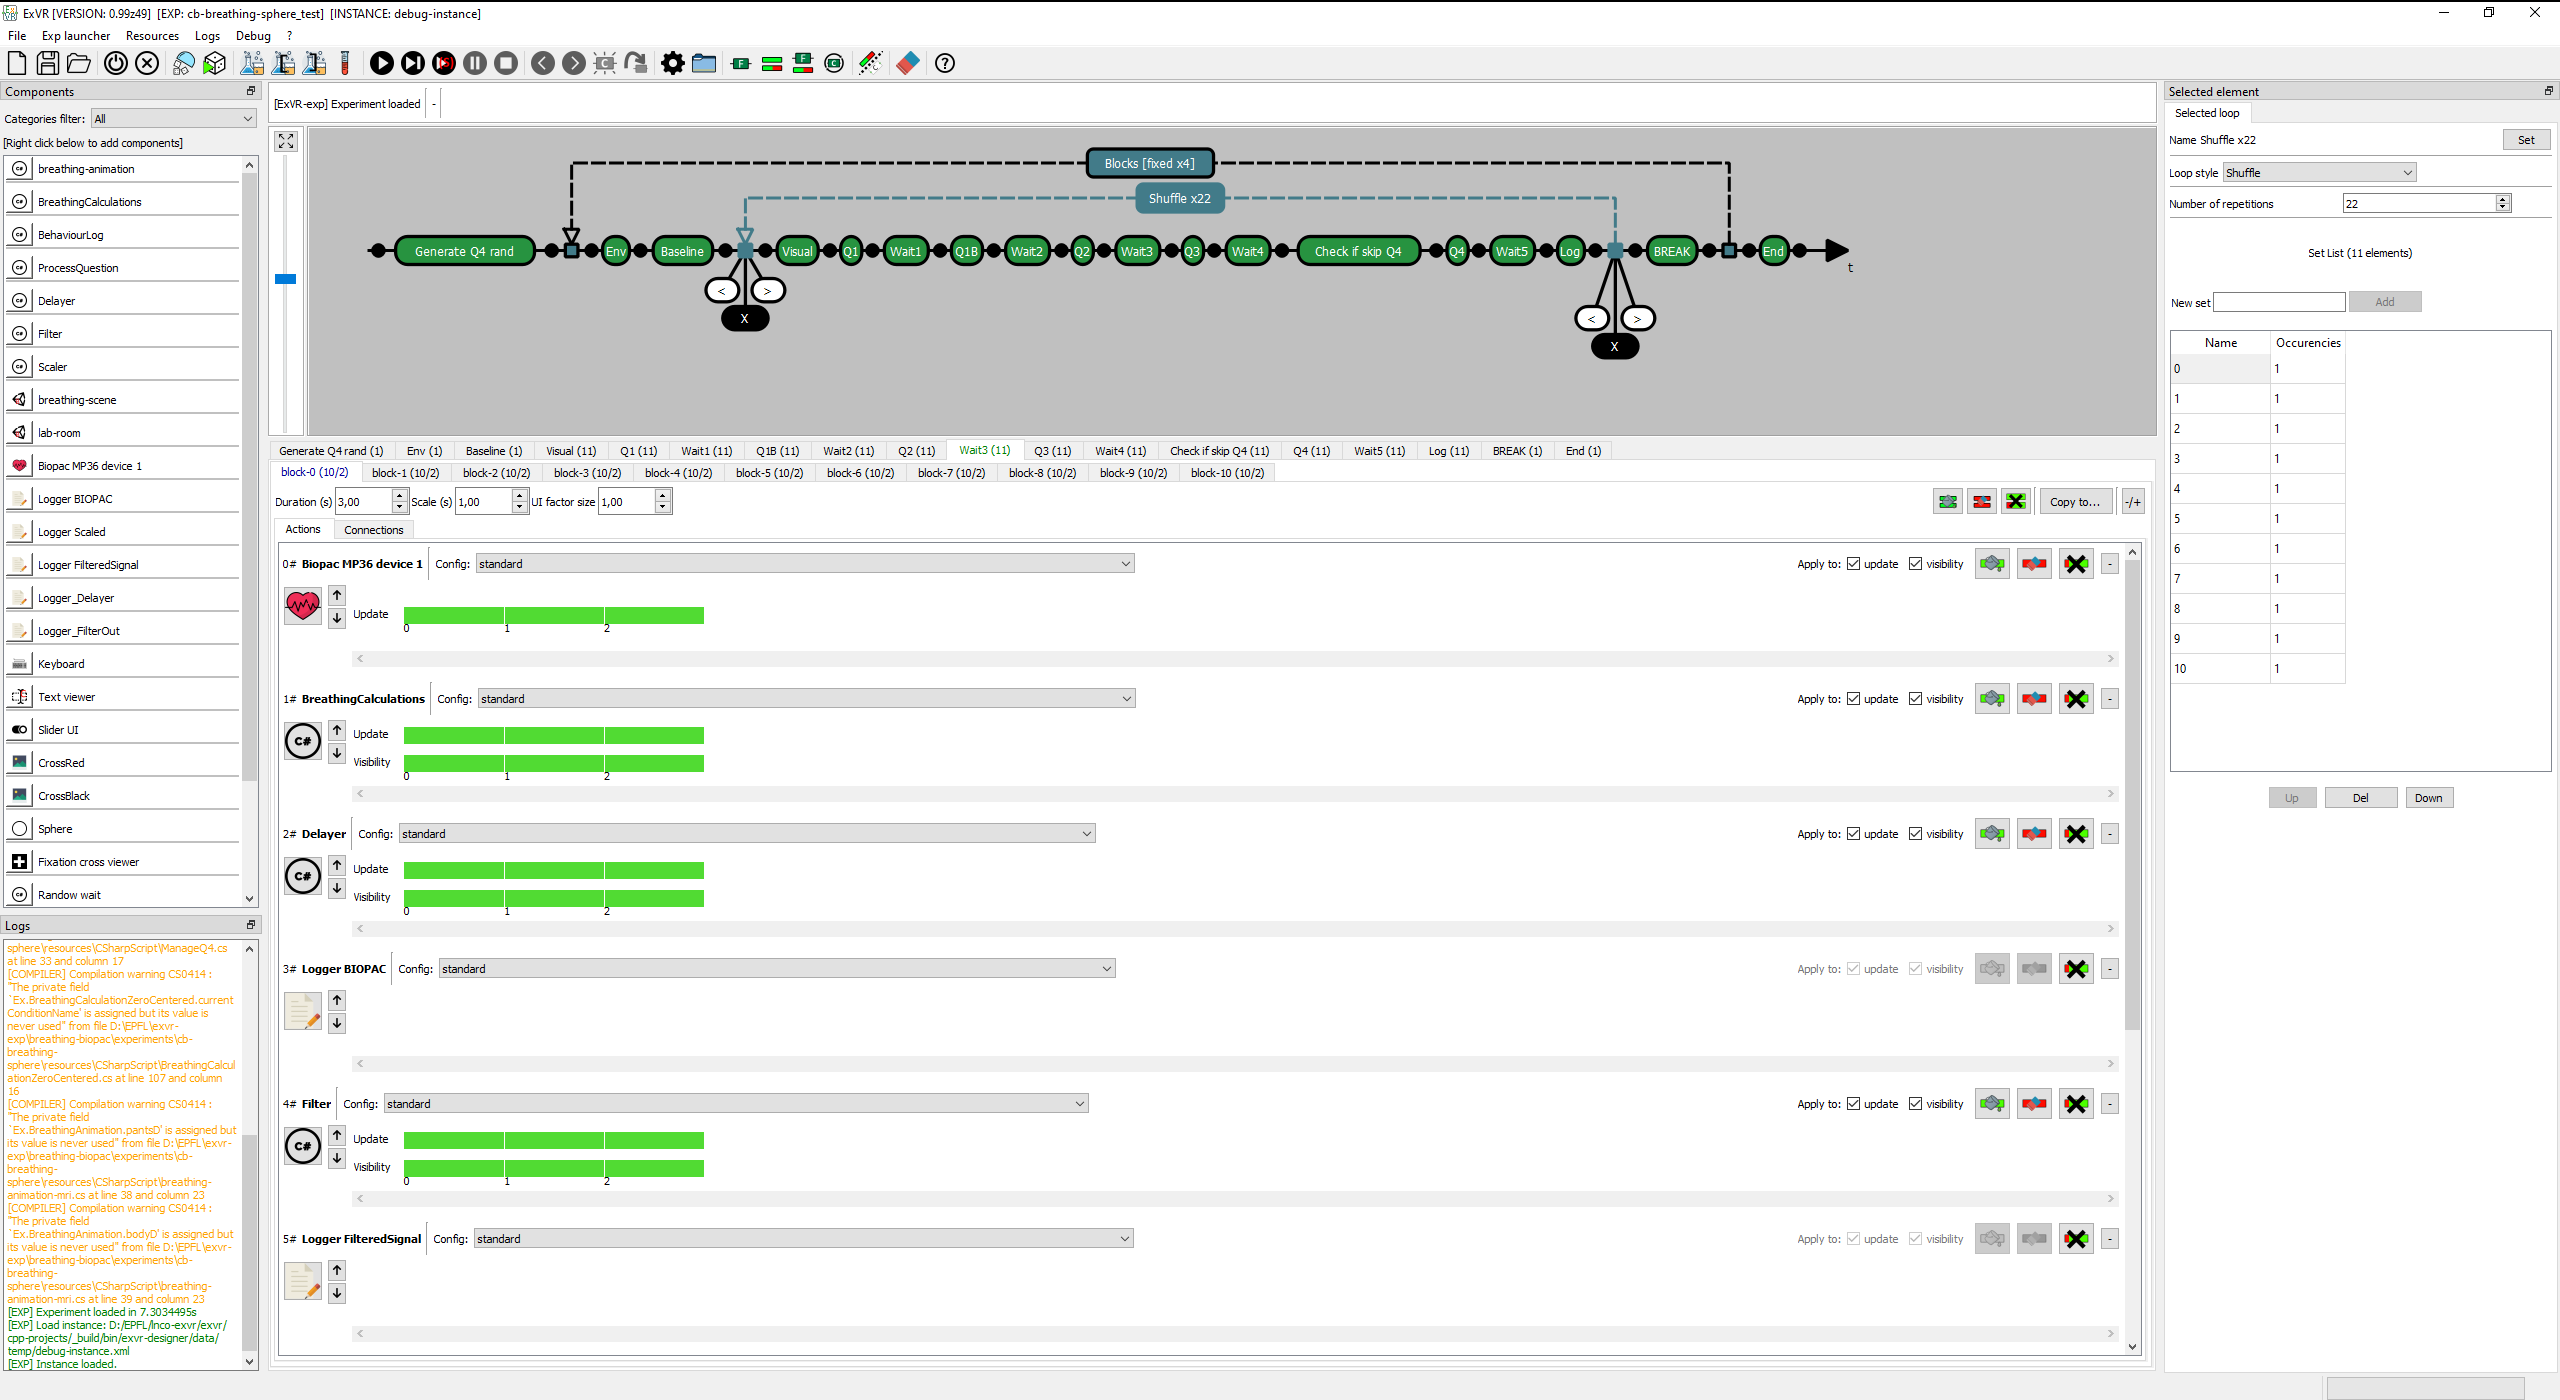 ExVR [VERSION: 0.99z49]  [EXP: cb-breathing-sphere_test]  [INSTANCE: debug-instance]
File Exp launcher Resources Logs Debug ?
Components
Categories filter: All
[Right click below to add components]
breathing-animation
BreathingCalculations
BehaviourLog
ProcessQuestion
Delayer
Filter
Scaler
breathing-scene
lab-room
Biopac MP36 device 1
Logger BIOPAC
Logger Scaled
Logger FilteredSignal
Logger_Delayer
Logger_FilterOut
Keyboard
Text viewer
Slider UI
CrossRed
CrossBlack
Sphere
Fixation cross viewer
Randow wait
Logs
sphere\resources\CSharpScript\ManageQ4.cs
at line 33 and column 17
[COMPILER] Compilation warning CS0414 :
"The private field
`Ex.BreathingCalculationZeroCentered.current
ConditionName' is assigned but its value is
never used" from file D:\EPFL\exvr-
exp\breathing-biopac\experiments\cb-
breathing-
sphere\resources\CSharpScript\BreathingCalcul
ationZeroCentered.cs at line 107 and column
16
[COMPILER] Compilation warning CS0414 :
"The private field
`Ex.BreathingAnimation.pantsD' is assigned but
its value is never used" from file D:\EPFL\exvr-
exp\breathing-biopac\experiments\cb-
breathing-
sphere\resources\CSharpScript\breathing-
animation-mri.cs at line 38 and column 23
[COMPILER] Compilation warning CS0414 :
"The private field
`Ex.BreathingAnimation.bodyD' is assigned but
its value is never used" from file D:\EPFL\exvr-
exp\breathing-biopac\experiments\cb-
breathing-
sphere\resources\CSharpScript\breathing-
animation-mri.cs at line 39 and column 23
[EXP] Experiment loaded in 7.3034495s
[EXP] Load instance: D:/EPFL/lnco-exvr/exvr/
cpp-projects/_build/bin/exvr-designer/data/
temp/debug-instance.xml
[EXP] Instance loaded.
[ExVR-exp] Experiment loaded -
Blocks [fixed x4]
Shuffle x22
Generate Q4 rand Env Baseline Visual Q1 Wait1 Q1B Wait2 Q2 Wait3 Q3 Wait4 Check if skip Q4 Q4 Wait5 Log BREAK End
t
< > < >
X X
Generate Q4 rand (1) Env (1) Baseline (1) Visual (11) Q1 (11) Wait1 (11) Q1B (11) Wait2 (11) Q2 (11) Wait3 (11) Q3 (11) Wait4 (11) Check if skip Q4 (11) Q4 (11) Wait5 (11) Log (11) BREAK (1) End (1)
block-0 (10/2) block-1 (10/2) block-2 (10/2) block-3 (10/2) block-4 (10/2) block-5 (10/2) block-6 (10/2) block-7 (10/2) block-8 (10/2) block-9 (10/2) block-10 (10/2)
Duration (s) 3,00 Scale (s) 1,00 UI factor size 1,00 Copy to... -/+
Actions Connections
0# Biopac MP36 device 1 Config: standard Apply to: update visibility -
Update
0 1 2
1# BreathingCalculations Config: standard Apply to: update visibility -
C# Update
Visibility
0 1 2
2# Delayer Config: standard Apply to: update visibility -
C# Update
Visibility
0 1 2
3# Logger BIOPAC Config: standard Apply to: update visibility -
4# Filter Config: standard Apply to: update visibility -
C# Update
Visibility
0 1 2
5# Logger FilteredSignal Config: standard Apply to: update visibility -
Selected element
Selected loop
Name Shuffle x22 Set
Loop style Shuffle
Number of repetitions 22
Set List (11 elements)
New set Add
Name Occurencies
0 1
1 1
2 1
3 1
4 1
5 1
6 1
7 1
8 1
9 1
10 1
Up Del Down